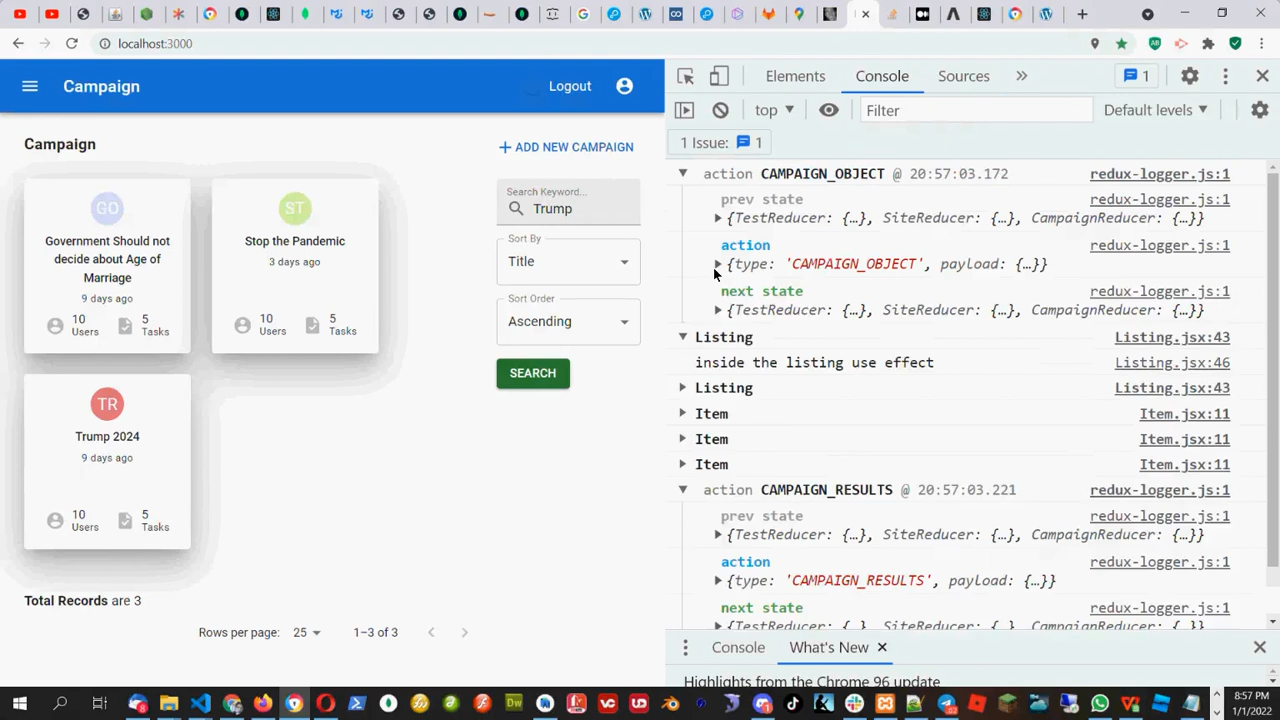 localhost:3000
Campaign
Logout
Campaign
ADD NEW CAMPAIGN
GO
Government Should not
decide about Age of
Marriage
9 days ago
10
Users
5
Tasks
ST
Stop the Pandemic
3 days ago
10
Users
5
Tasks
TR
Trump 2024
9 days ago
10
Users
5
Tasks
Search Keyword...
Trump
Sort By
Title
Sort Order
Ascending
SEARCH
Total Records are 3
Rows per page: 25
1–3 of 3
Elements Console Sources » 1
top Filter Default levels
1 Issue: 1
action CAMPAIGN_OBJECT @ 20:57:03.172 redux-logger.js:1
prev state redux-logger.js:1
{TestReducer: {…}, SiteReducer: {…}, CampaignReducer: {…}}
action redux-logger.js:1
{type: 'CAMPAIGN_OBJECT', payload: {…}}
next state redux-logger.js:1
{TestReducer: {…}, SiteReducer: {…}, CampaignReducer: {…}}
Listing Listing.jsx:43
inside the listing use effect Listing.jsx:46
Listing Listing.jsx:43
Item Item.jsx:11
Item Item.jsx:11
Item Item.jsx:11
action CAMPAIGN_RESULTS @ 20:57:03.221 redux-logger.js:1
prev state redux-logger.js:1
{TestReducer: {…}, SiteReducer: {…}, CampaignReducer: {…}}
action redux-logger.js:1
{type: 'CAMPAIGN_RESULTS', payload: {…}}
next state redux-logger.js:1
{TestReducer: {…}, SiteReducer: {…}, CampaignReducer: {…}}
Console What's New
Highlights from the Chrome 96 update
8:57 PM
1/1/2022